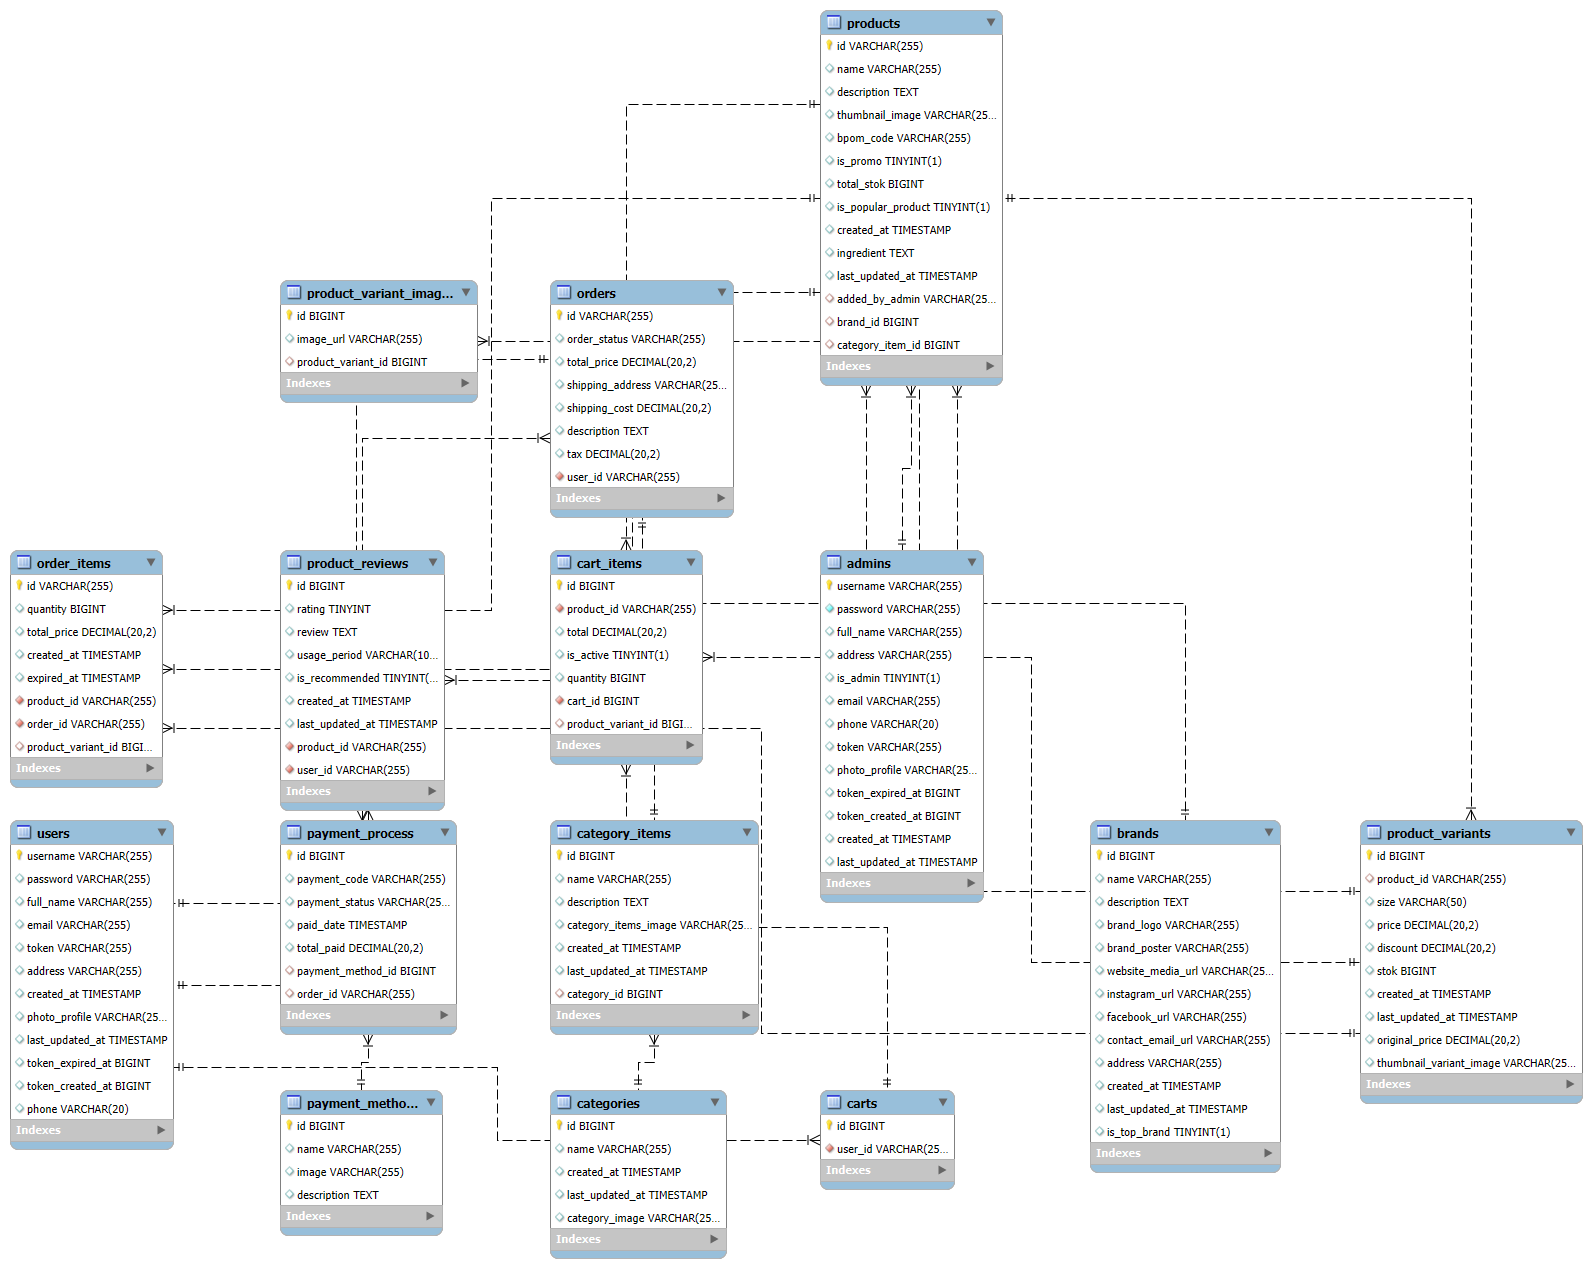 products
id VARCHAR(255)
name VARCHAR(255)
description TEXT
thumbnail_image VARCHAR(25...
bpom_code VARCHAR(255)
is_promo TINYINT(1)
total_stok BIGINT
is_popular_product TINYINT(1)
created_at TIMESTAMP
ingredient TEXT
last_updated_at TIMESTAMP
added_by_admin VARCHAR(25...
brand_id BIGINT
category_item_id BIGINT
Indexes
product_variant_imag...
id BIGINT
image_url VARCHAR(255)
product_variant_id BIGINT
Indexes
orders
id VARCHAR(255)
order_status VARCHAR(255)
total_price DECIMAL(20,2)
shipping_address VARCHAR(25...
shipping_cost DECIMAL(20,2)
description TEXT
tax DECIMAL(20,2)
user_id VARCHAR(255)
Indexes
order_items
id VARCHAR(255)
quantity BIGINT
total_price DECIMAL(20,2)
created_at TIMESTAMP
expired_at TIMESTAMP
product_id VARCHAR(255)
order_id VARCHAR(255)
product_variant_id BIGI...
Indexes
product_reviews
id BIGINT
rating TINYINT
review TEXT
usage_period VARCHAR(10...
is_recommended TINYINT(...
created_at TIMESTAMP
last_updated_at TIMESTAMP
product_id VARCHAR(255)
user_id VARCHAR(255)
Indexes
cart_items
id BIGINT
product_id VARCHAR(255)
total DECIMAL(20,2)
is_active TINYINT(1)
quantity BIGINT
cart_id BIGINT
product_variant_id BIGI...
Indexes
admins
username VARCHAR(255)
password VARCHAR(255)
full_name VARCHAR(255)
address VARCHAR(255)
is_admin TINYINT(1)
email VARCHAR(255)
phone VARCHAR(20)
token VARCHAR(255)
photo_profile VARCHAR(25...
token_expired_at BIGINT
token_created_at BIGINT
created_at TIMESTAMP
last_updated_at TIMESTAMP
Indexes
users
username VARCHAR(255)
password VARCHAR(255)
full_name VARCHAR(255)
email VARCHAR(255)
token VARCHAR(255)
address VARCHAR(255)
created_at TIMESTAMP
photo_profile VARCHAR(25...
last_updated_at TIMESTAMP
token_expired_at BIGINT
token_created_at BIGINT
phone VARCHAR(20)
Indexes
payment_process
id BIGINT
payment_code VARCHAR(255)
payment_status VARCHAR(25...
paid_date TIMESTAMP
total_paid DECIMAL(20,2)
payment_method_id BIGINT
order_id VARCHAR(255)
Indexes
category_items
id BIGINT
name VARCHAR(255)
description TEXT
category_items_image VARCHAR(25...
created_at TIMESTAMP
last_updated_at TIMESTAMP
category_id BIGINT
Indexes
brands
id BIGINT
name VARCHAR(255)
description TEXT
brand_logo VARCHAR(255)
brand_poster VARCHAR(255)
website_media_url VARCHAR(25...
instagram_url VARCHAR(255)
facebook_url VARCHAR(255)
contact_email_url VARCHAR(255)
address VARCHAR(255)
created_at TIMESTAMP
last_updated_at TIMESTAMP
is_top_brand TINYINT(1)
Indexes
product_variants
id BIGINT
product_id VARCHAR(255)
size VARCHAR(50)
price DECIMAL(20,2)
discount DECIMAL(20,2)
stok BIGINT
created_at TIMESTAMP
last_updated_at TIMESTAMP
original_price DECIMAL(20,2)
thumbnail_variant_image VARCHAR(25...
Indexes
payment_metho...
id BIGINT
name VARCHAR(255)
image VARCHAR(255)
description TEXT
Indexes
categories
id BIGINT
name VARCHAR(255)
created_at TIMESTAMP
last_updated_at TIMESTAMP
category_image VARCHAR(25...
Indexes
carts
id BIGINT
user_id VARCHAR(25...
Indexes